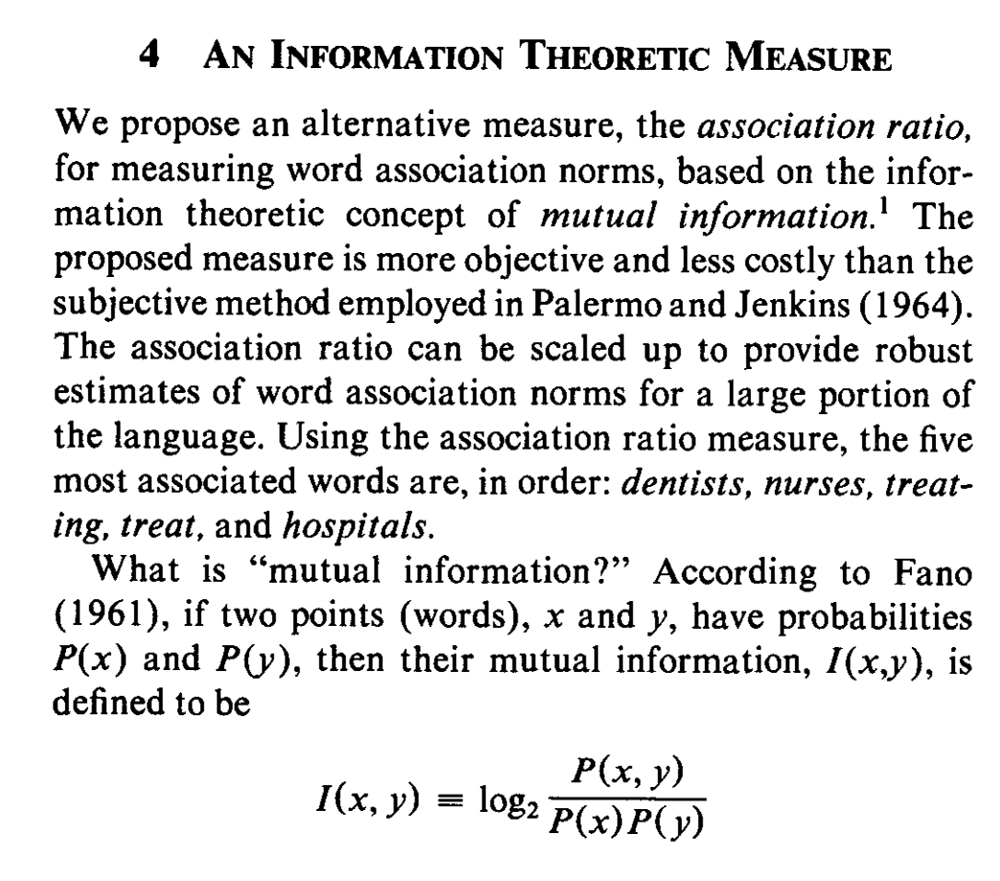 4 AN INFORMATION THEORETIC MEASURE
We propose an alternative measure, the association ratio,
for measuring word association norms, based on the infor-
mation theoretic concept of mutual information.¹ The
proposed measure is more objective and less costly than the
subjective method employed in Palermo and Jenkins (1964).
The association ratio can be scaled up to provide robust
estimates of word association norms for a large portion of
the language. Using the association ratio measure, the five
most associated words are, in order: dentists, nurses, treat-
ing, treat, and hospitals.
What is “mutual information?” According to Fano
(1961), if two points (words), x and y, have probabilities
P(x) and P(y), then their mutual information, I(x,y), is
defined to be
I(x, y) ≡ log₂ P(x, y) / P(x)P(y)